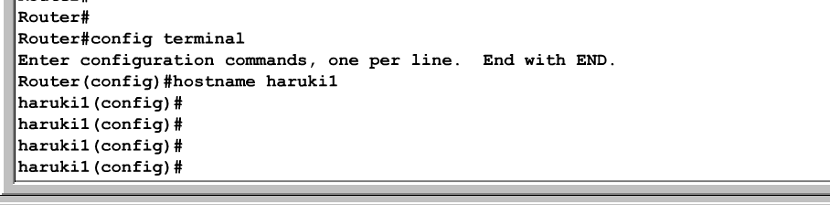 Router#
Router#config terminal
Enter configuration commands, one per line.  End with END.
Router(config)#hostname haruki1
haruki1(config)#
haruki1(config)#
haruki1(config)#
haruki1(config)#